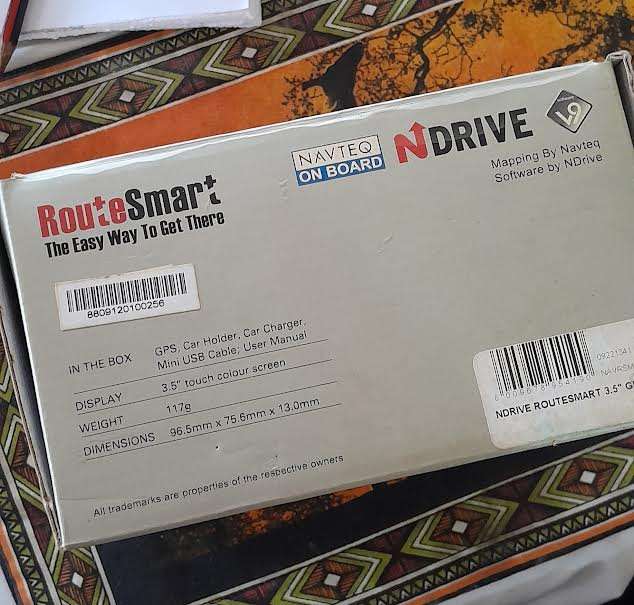 NAVTEQ
ON BOARD
NDRIVE
V9
Mapping By Navteq
Software by NDrive
RouteSmart
The Easy Way To Get There
8809120100256
IN THE BOX GPS, Car Holder, Car Charger,
Mini USB Cable, User Manual
DISPLAY 3.5" touch colour screen
WEIGHT 117g
DIMENSIONS 96.5mm x 75.6mm x 13.0mm
All trademarks are properties of the respective owners
09221341
NAVRSM
NDRIVE ROUTESMART 3.5" G